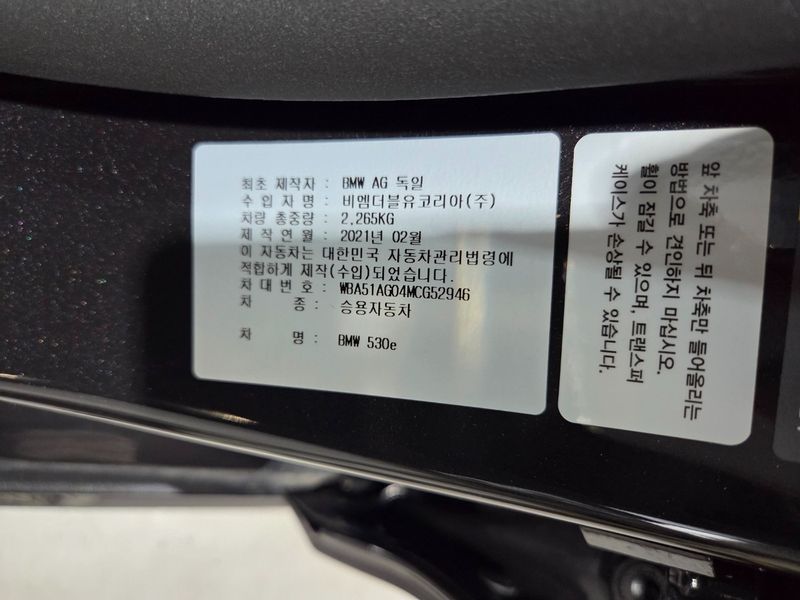 최초 제작자 : BMW AG 독일
수 입 자 명 : 비엠더블유코리아(주)
차량 총중량 : 2,265KG
제 작 연 월 : 2021년 02월
이 자동차는 대한민국 자동차관리법령에
적합하게 제작(수입)되었습니다.
차 대 번 호 : WBA51AG04MCG52946
차 종 : 승용자동차
차 명 : BMW 530e
앞 차축 또는 뒤 차축만 들어올리는
방법으로 견인하지 마십시오.
휠이 잠길 수 있으며, 트랜스퍼
케이스가 손상될 수 있습니다.